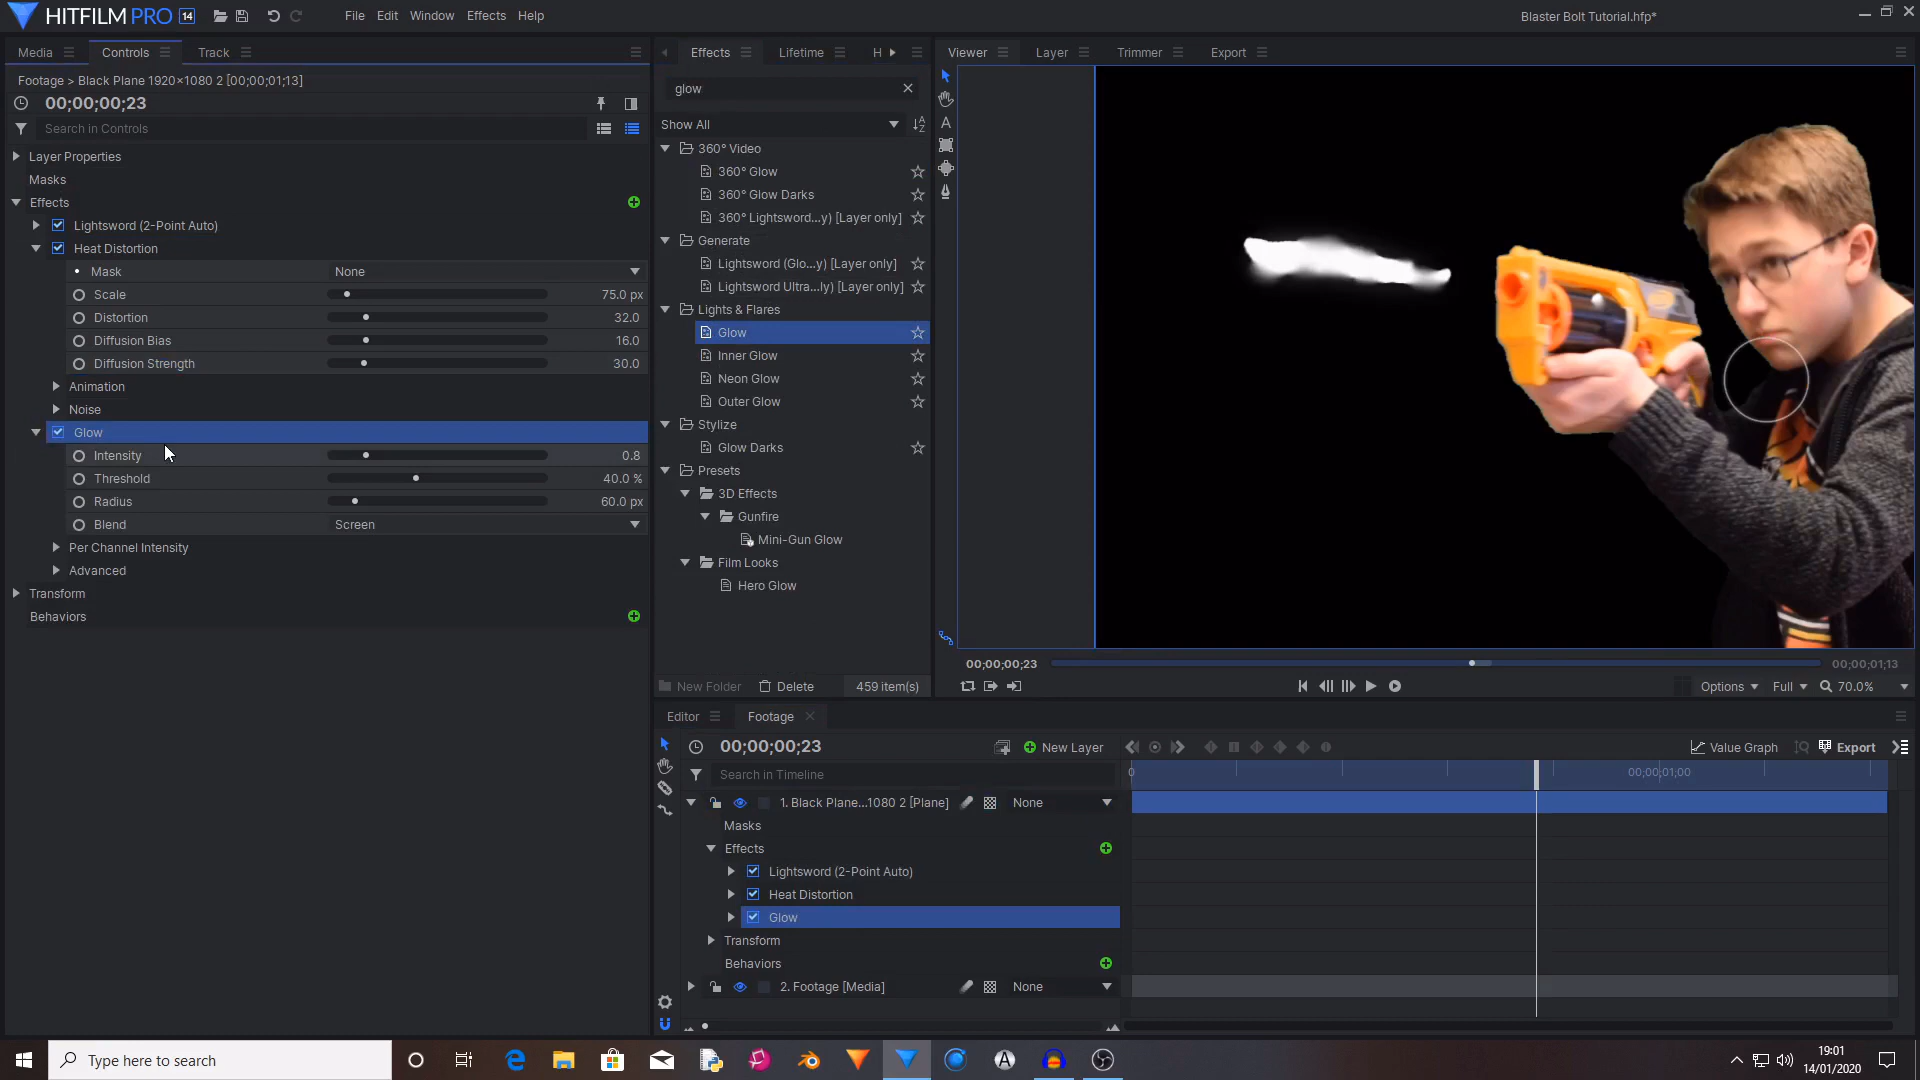 HITFILM PRO 14
File Edit Window Effects Help
Blaster Bolt Tutorial.hfp*
Media Controls Track
Footage > Black Plane 1920×1080 2 [00;00;01;13]
00;00;00;23
Search in Controls
Layer Properties
Masks
Effects
Lightsword (2-Point Auto)
Heat Distortion
Mask None
Scale 75.0 px
Distortion 32.0
Diffusion Bias 16.0
Diffusion Strength 30.0
Animation
Noise
Glow
Intensity 0.8
Threshold 40.0 %
Radius 60.0 px
Blend Screen
Per Channel Intensity
Advanced
Transform
Behaviors
Effects Lifetime H
glow
Show All
360° Video
360° Glow
360° Glow Darks
360° Lightsword...y) [Layer only]
Generate
Lightsword (Glo...y) [Layer only]
Lightsword Ultra...ly) [Layer only]
Lights & Flares
Glow
Inner Glow
Neon Glow
Outer Glow
Stylize
Glow Darks
Presets
3D Effects
Gunfire
Mini-Gun Glow
Film Looks
Hero Glow
New Folder Delete 459 item(s)
Viewer Layer Trimmer Export
00;00;00;23 00;00;01;13
Options Full 70.0%
Editor Footage
00;00;00;23 New Layer Value Graph Export
Search in Timeline 0 00;00;01;00
1. Black Plane...1080 2 [Plane] None
Masks
Effects
Lightsword (2-Point Auto)
Heat Distortion
Glow
Transform
Behaviors
2. Footage [Media] None
Type here to search
19:01
14/01/2020